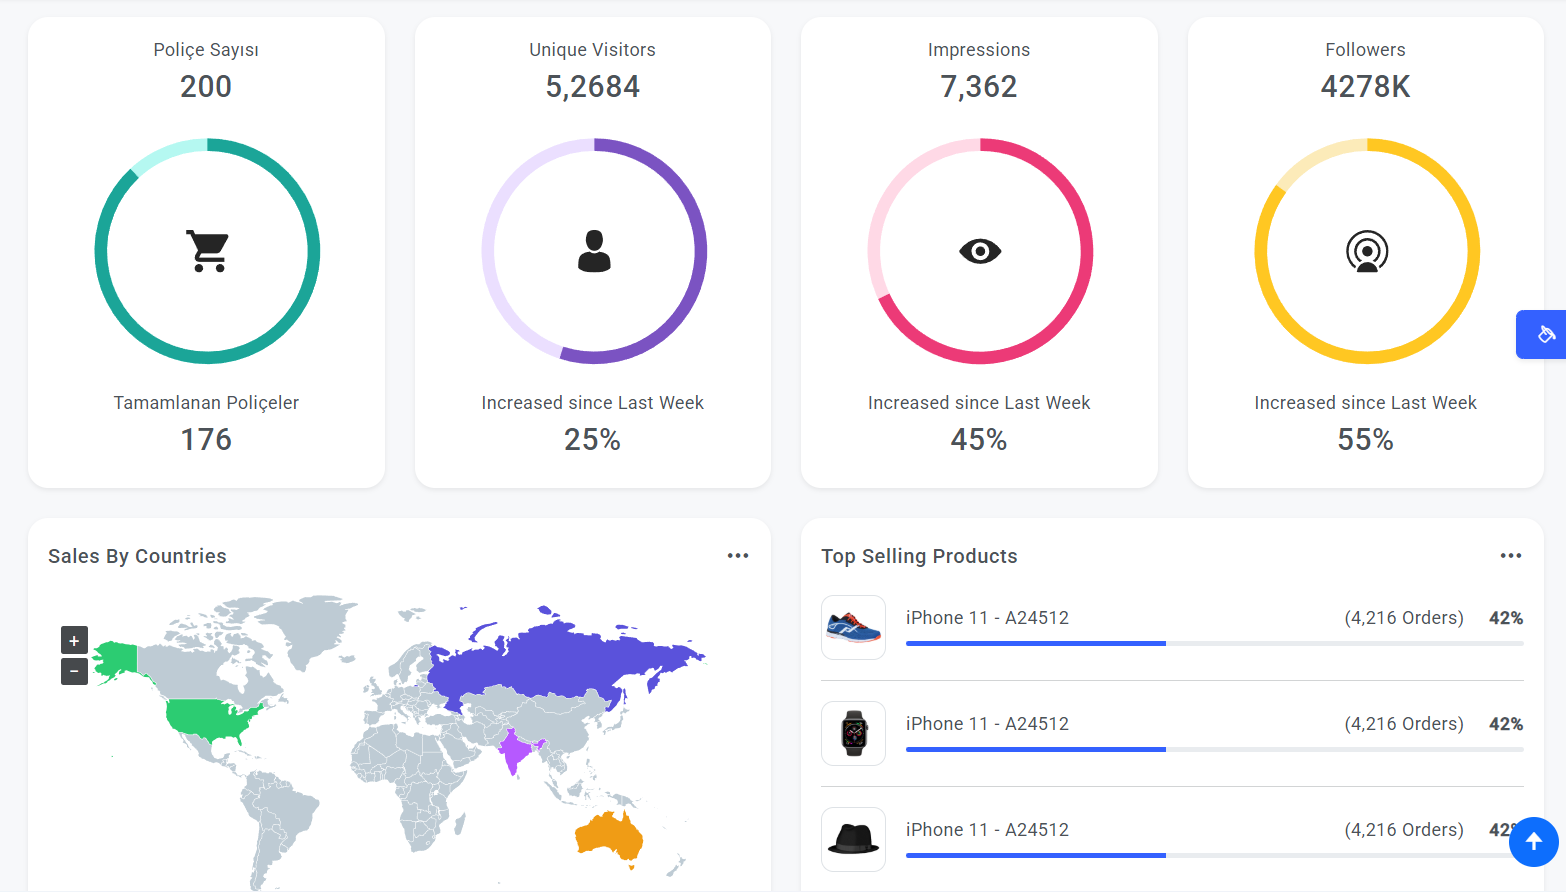 Poliçe Sayısı
200
Tamamlanan Poliçeler
176
Unique Visitors
5,2684
Increased since Last Week
25%
Impressions
7,362
Increased since Last Week
45%
Followers
4278K
Increased since Last Week
55%
Sales By Countries
+
−
Top Selling Products
iPhone 11 - A24512 (4,216 Orders) 42%
iPhone 11 - A24512 (4,216 Orders) 42%
iPhone 11 - A24512 (4,216 Orders) 42